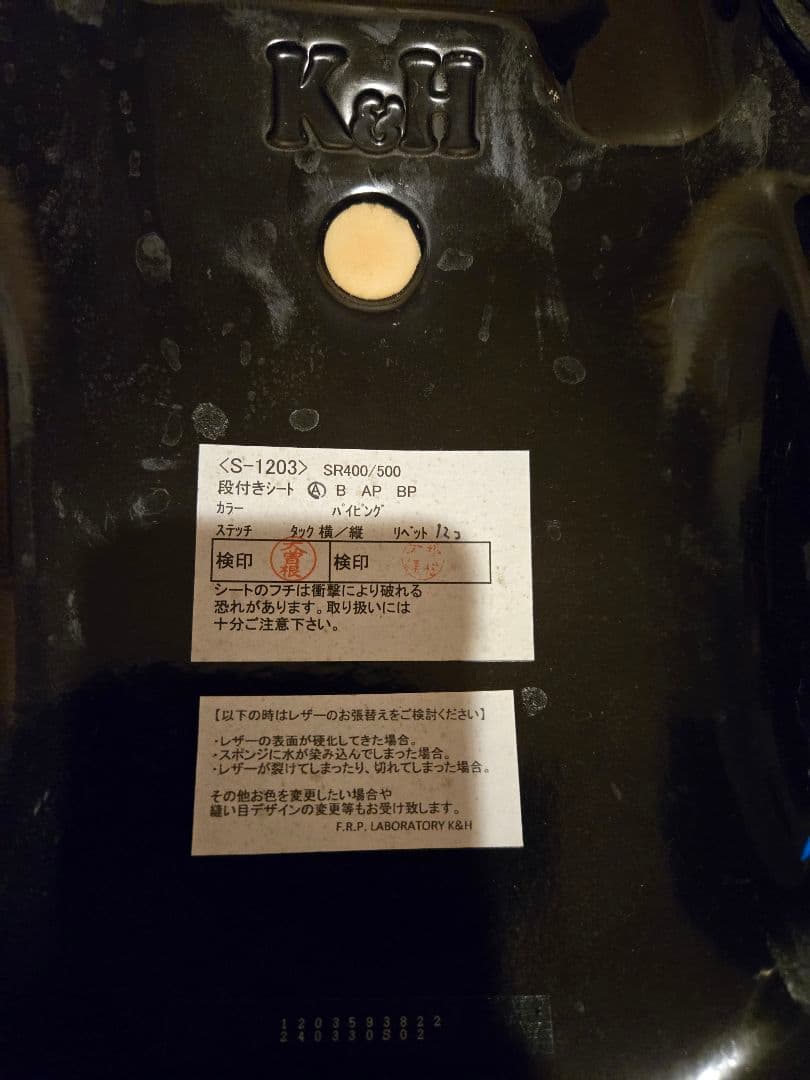 K&H
〈S-1203〉 SR400/500
段付きシート Ⓐ B AP BP
カラー パイピング
ステッチ タック 横／縦 リベット 12コ
検印 大曽根 検印
シートのフチは衝撃により破れる
恐れがあります。取り扱いには
十分ご注意下さい。
【以下の時はレザーのお張替えをご検討ください】
・レザーの表面が硬化してきた場合。
・スポンジに水が染み込んでしまった場合。
・レザーが裂けてしまったり、切れてしまった場合。
その他お色を変更したい場合や
縫い目デザインの変更等もお受け致します。
F.R.P. LABORATORY K&H
1203593822
240330S02